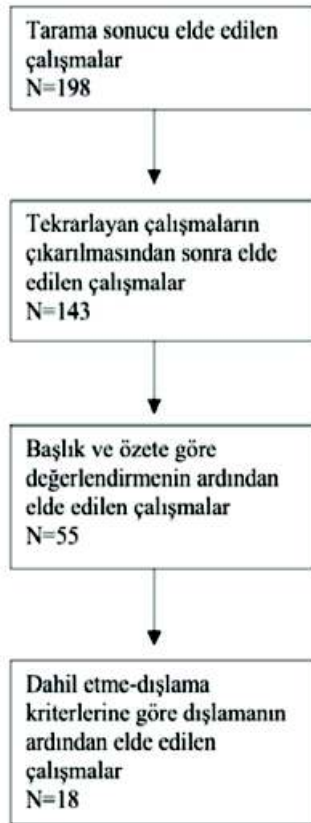 Tarama sonucu elde edilen
çalışmalar
N=198
Tekrarlayan çalışmaların
çıkarılmasından sonra elde
edilen çalışmalar
N=143
Başlık ve özete göre
değerlendirmenin ardından
elde edilen çalışmalar
N=55
Dahil etme-dışlama
kriterlerine göre dışlamanın
ardından elde edilen
çalışmalar
N=18